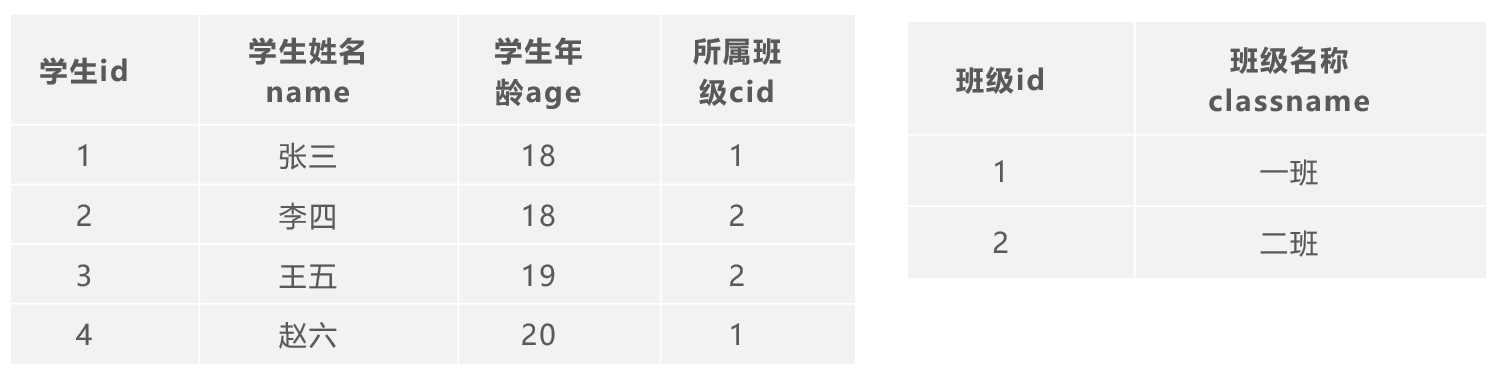 学生id 学生姓名 学生年 所属班
name 龄age 级cid
1 张三 18 1
2 李四 18 2
3 王五 19 2
4 赵六 20 1
班级id 班级名称
classname
1 一班
2 二班